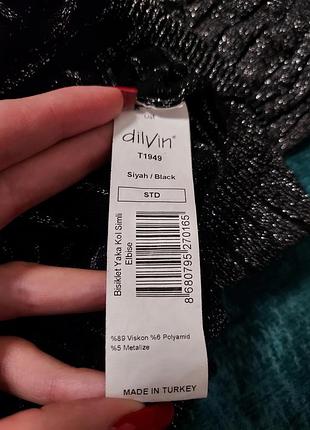 dilvin®
T1949
Siyah / Black
STD
Bisiklet Yaka Kol Simli
Elbise
8680795270165
%89 Viskon %6 Polyamid
%5 Metalize
MADE IN TURKEY